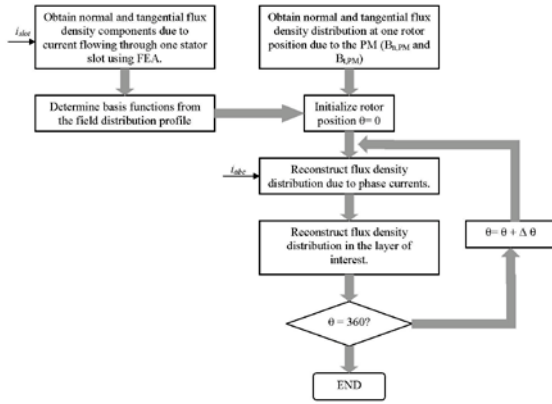 Obtain normal and tangential flux
density components due to
current flowing through one stator
slot using FEA.
i_slot
Obtain normal and tangential flux
density distribution at one rotor
position due to the PM (B_n,PM and
B_t,PM)
Determine basis functions from
the field distribution profile
Initialize rotor
position θ= 0
i_abc
Reconstruct flux density
distribution due to phase currents.
Reconstruct flux density
distribution in the layer of
interest.
θ= θ + Δ θ
θ = 360?
END